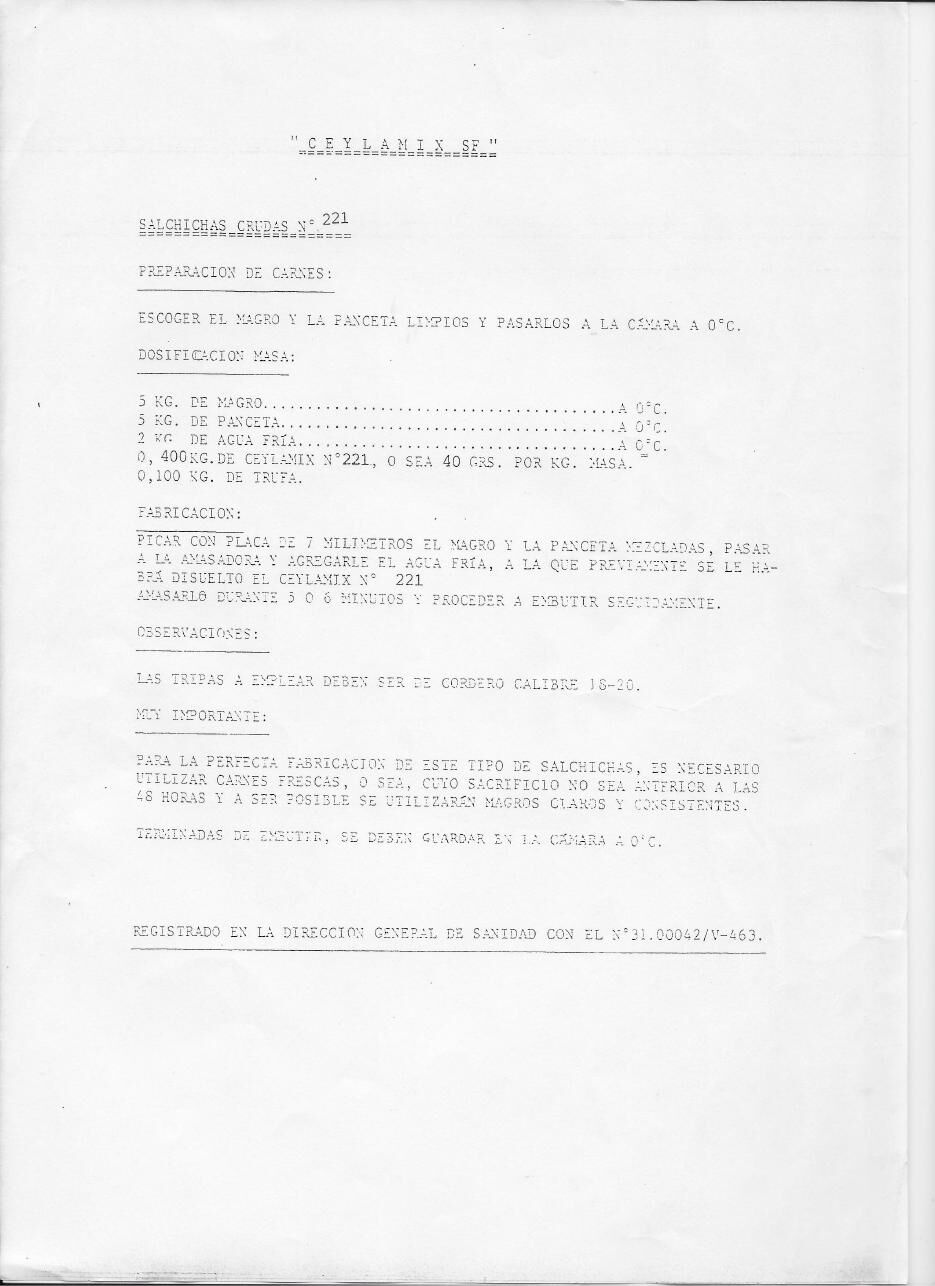 " C E Y L A M I X  SF "
SALCHICHAS CRUDAS N° 221
PREPARACION DE CARNES:
ESCOGER EL MAGRO Y LA PANCETA LIMPIOS Y PASARLOS A LA CÁMARA A 0°C.
DOSIFICACION MASA:
5 KG. DE MAGRO........................................A 0°C.
5 KG. DE PANCETA......................................A 0°C.
2 KG  DE AGUA FRÍA....................................A 0°C.
0, 400KG.DE CEYLAMIX N°221, O SEA 40 GRS. POR KG. MASA.
0,100 KG. DE TRUFA.
FABRICACION:
PICAR CON PLACA DE 7 MILIMETROS EL MAGRO Y LA PANCETA MEZCLADAS, PASAR
A LA AMASADORA Y AGREGARLE EL AGUA FRÍA, A LA QUE PREVIAMENTE SE LE HA-
BRÁ DISUELTO EL CEYLAMIX N°  221
AMASARLO DURANTE 5 O 6 MINUTOS Y PROCEDER A EMBUTIR SEGUIDAMENTE.
OBSERVACIONES:
LAS TRIPAS A EMPLEAR DEBEN SER DE CORDERO CALIBRE 18-20.
MUY IMPORTANTE:
PARA LA PERFECTA FABRICACION DE ESTE TIPO DE SALCHICHAS, ES NECESARIO
UTILIZAR CARNES FRESCAS, O SEA, CUYO SACRIFICIO NO SEA ANTERIOR A LAS
48 HORAS Y A SER POSIBLE SE UTILIZARÁN MAGROS CLAROS Y CONSISTENTES.
TERMINADAS DE EMBUTIR, SE DEBEN GUARDAR EN LA CÁMARA A 0°C.
REGISTRADO EN LA DIRECCION GENERAL DE SANIDAD CON EL N°31.00042/V-463.